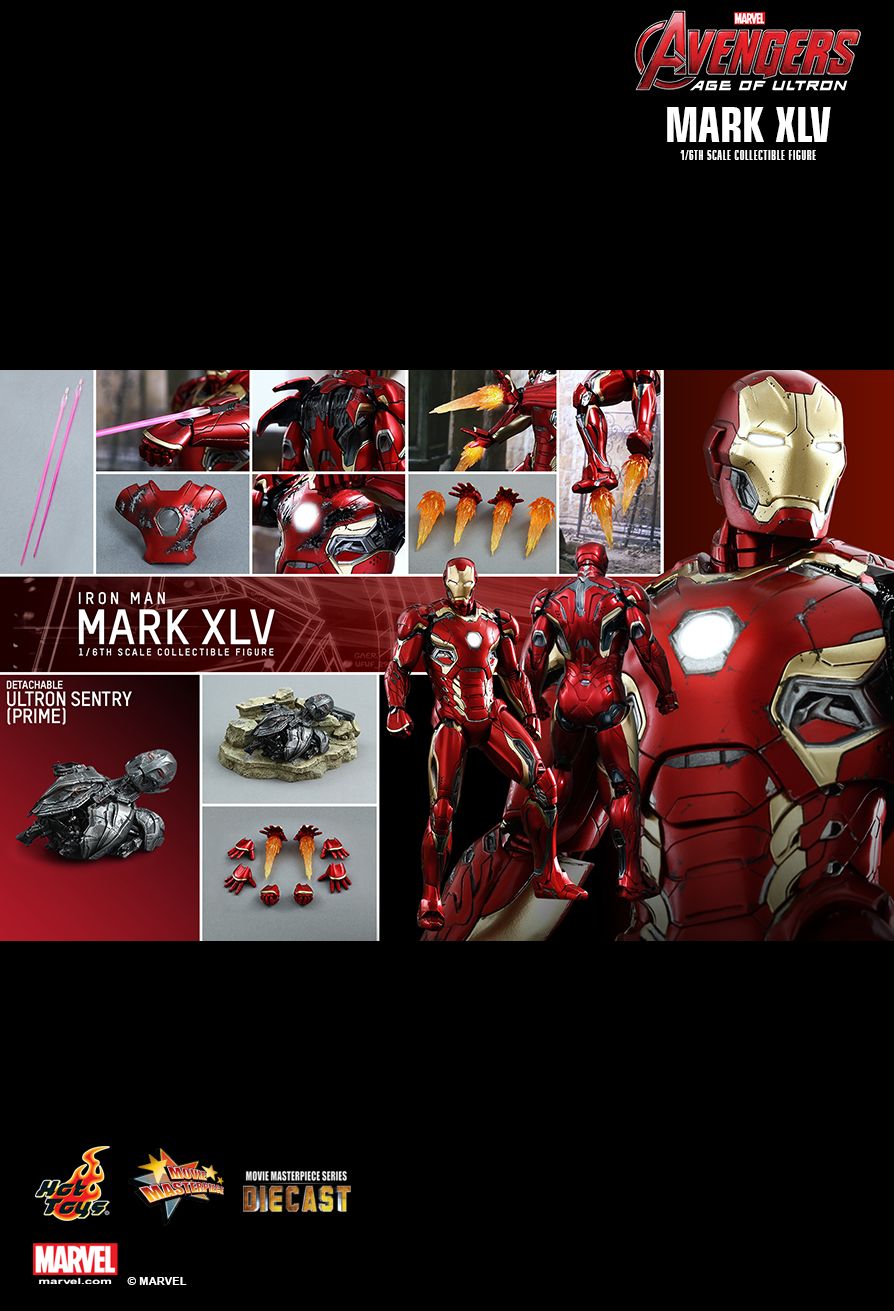 MARVEL
AVENGERS
AGE OF ULTRON
MARK XLV
1/6TH SCALE COLLECTIBLE FIGURE
IRON MAN
MARK XLV
1/6TH SCALE COLLECTIBLE FIGURE
DETACHABLE
ULTRON SENTRY
(PRIME)
Hot
Toys
MOVIE
MASTERPIECE
MOVIE MASTERPIECE SERIES
DIECAST
MARVEL
marvel.com
© MARVEL